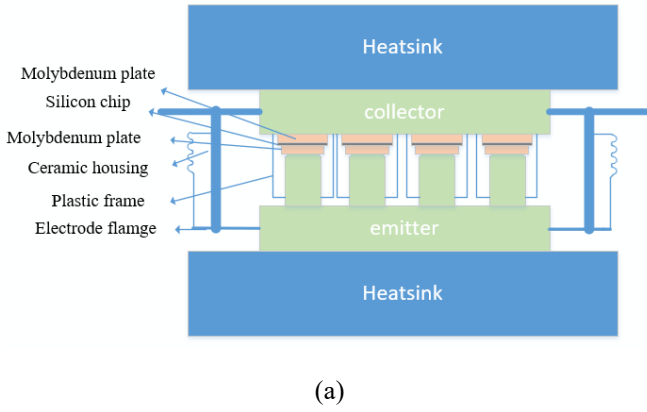 Heatsink
Molybdenum plate
Silicon chip
collector
Molybdenum plate
Ceramic housing
Plastic frame
Electrode flamge
emitter
Heatsink
(a)